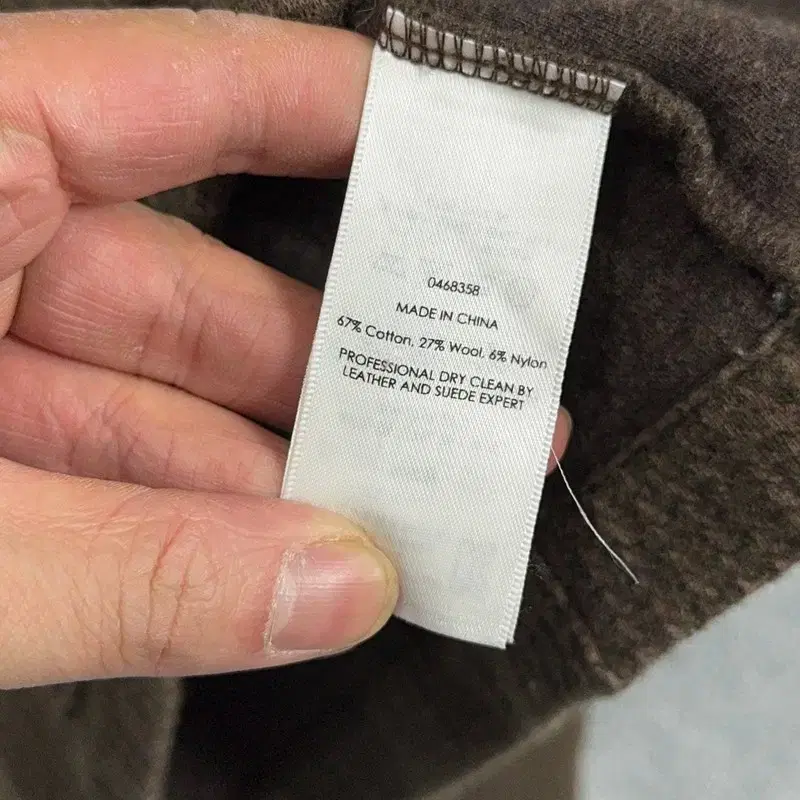 0468358
MADE IN CHINA
67% Cotton, 27% Wool, 6% Nylon
PROFESSIONAL DRY CLEAN BY
LEATHER AND SUEDE EXPERT